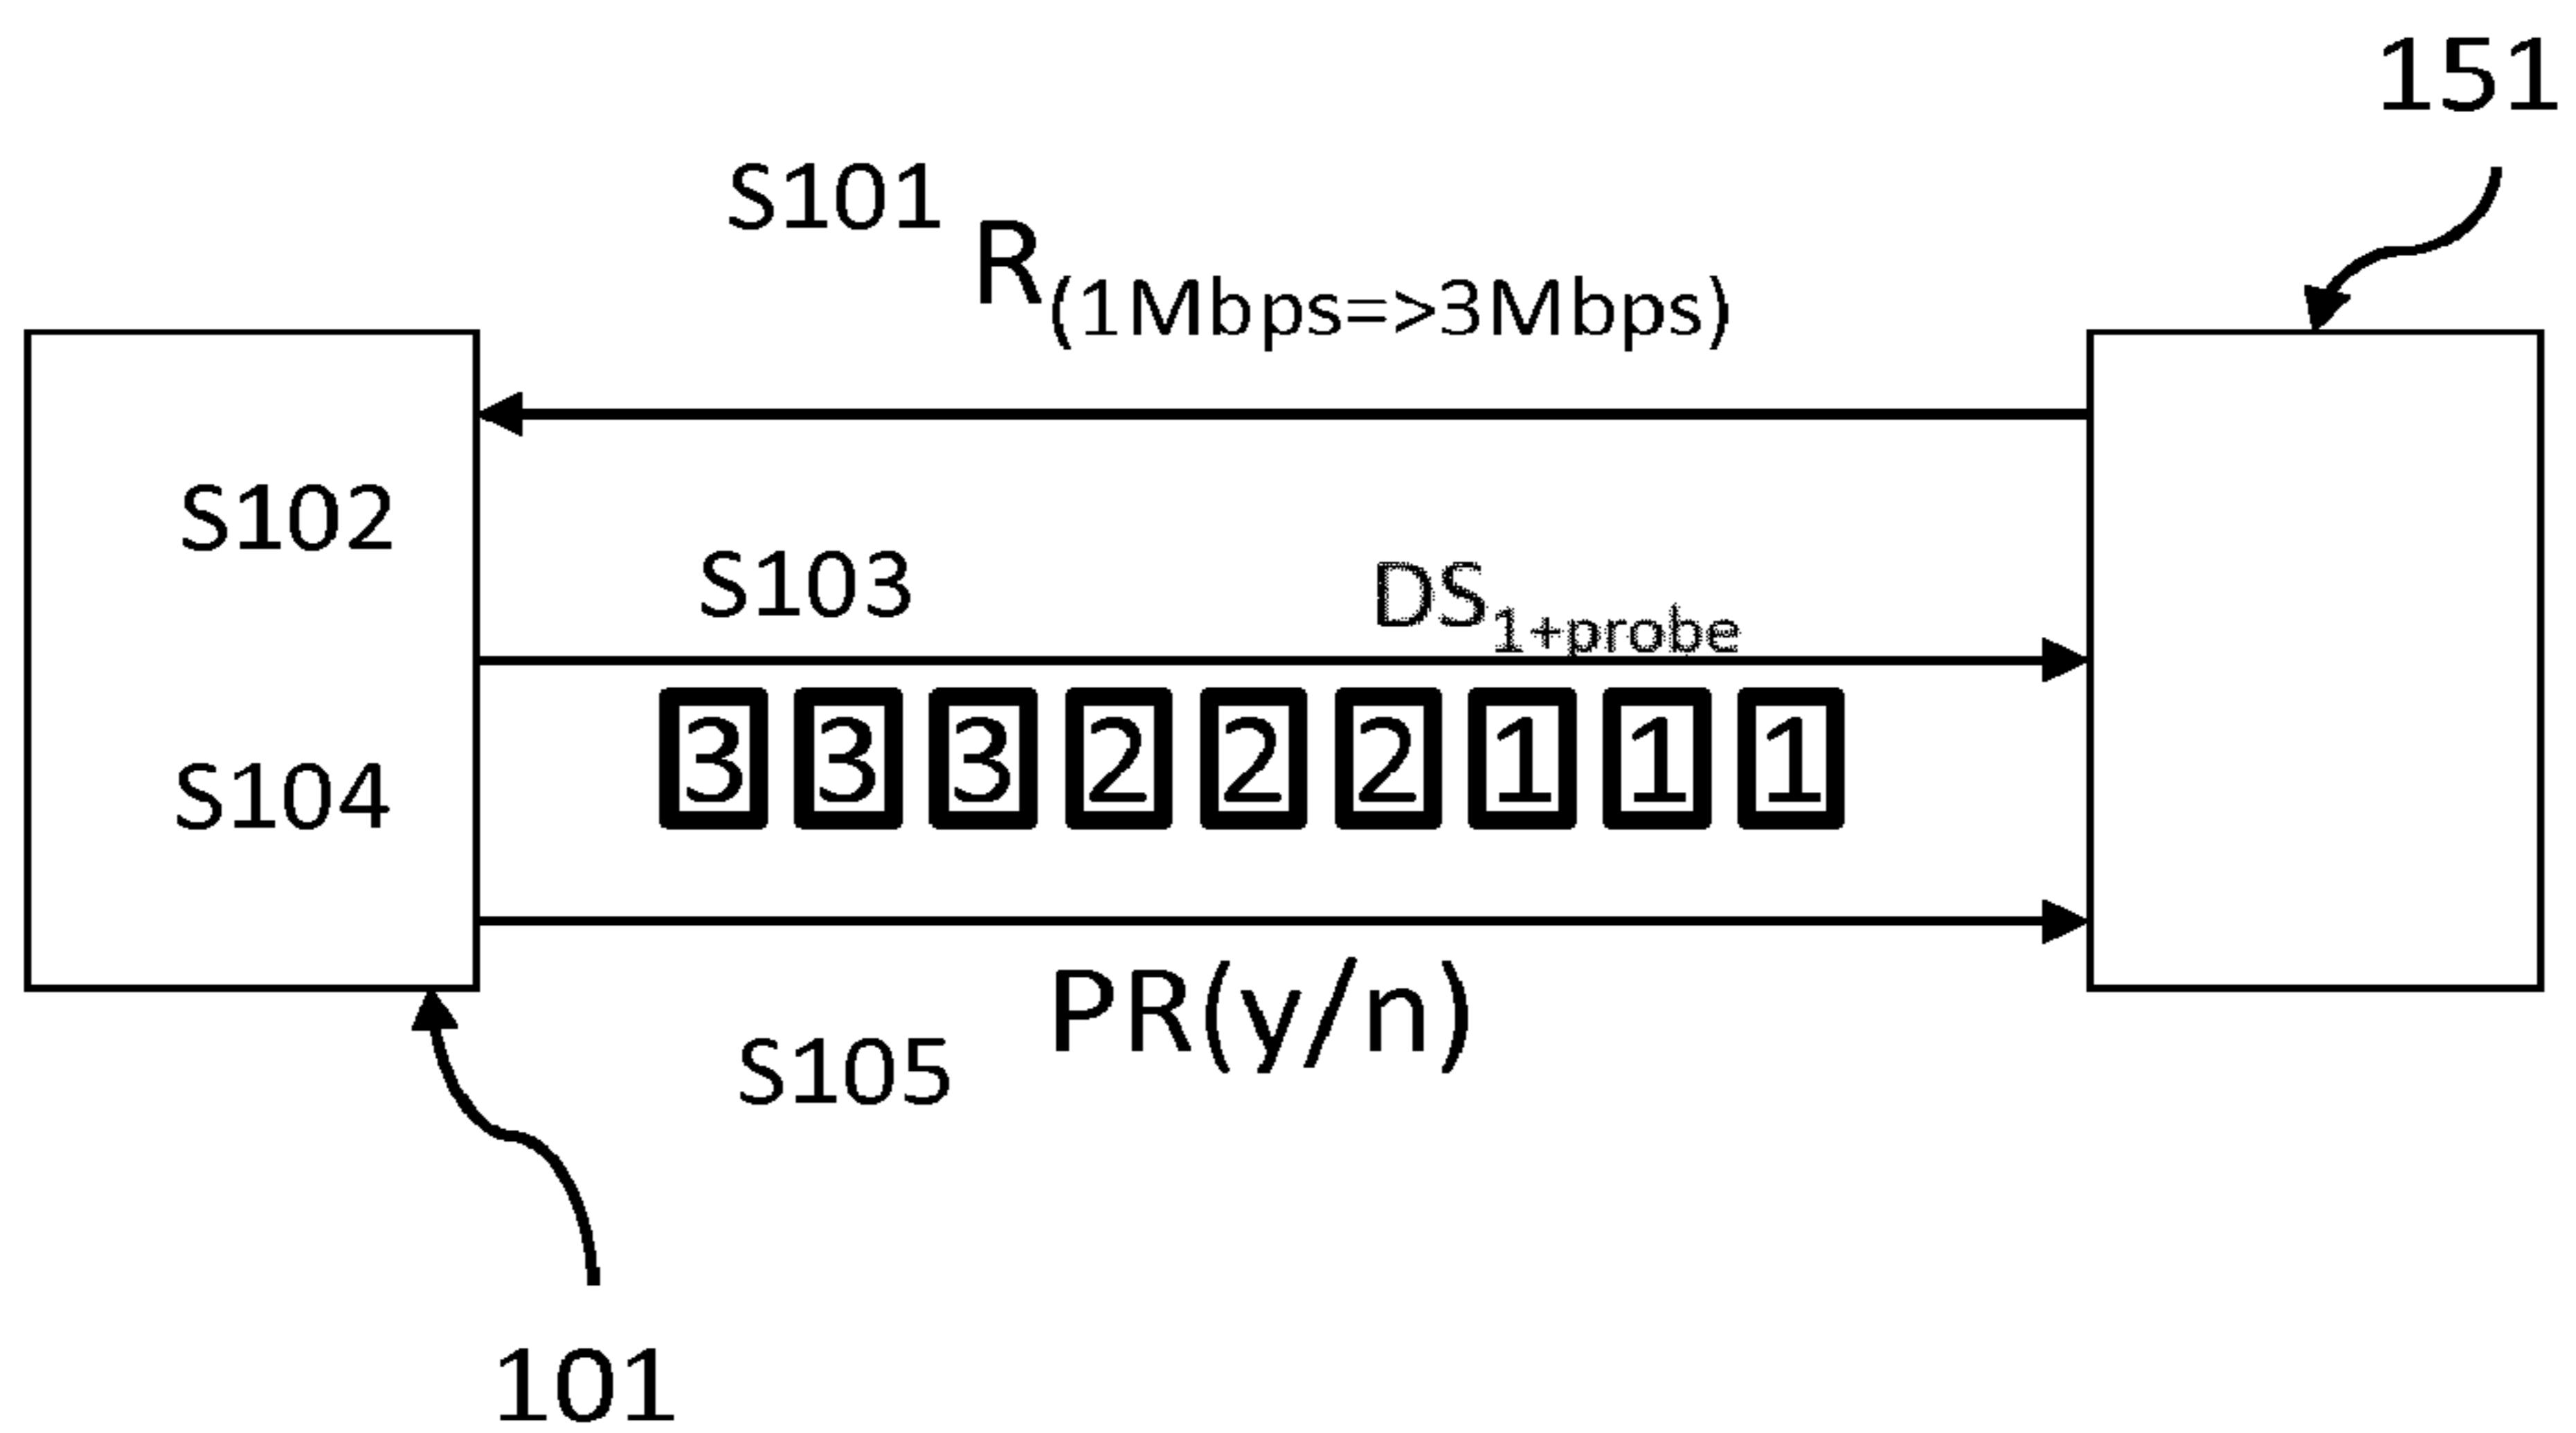 151
S101
R(1Mbps=>3Mbps)
S102
S103
DS1+probe
3 3 3 2 2 2 1 1 1
S104
PR(y/n)
S105
101